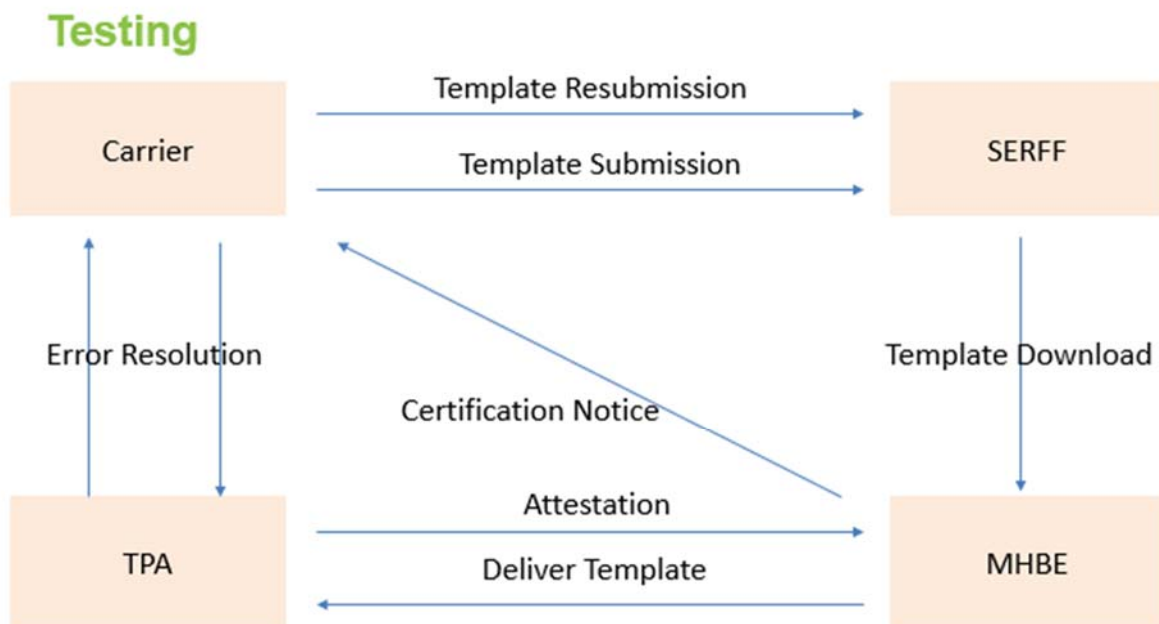 Testing
Template Resubmission
Carrier
SERFF
Template Submission
Error Resolution
Template Download
Certification Notice
Attestation
TPA
MHBE
Deliver Template